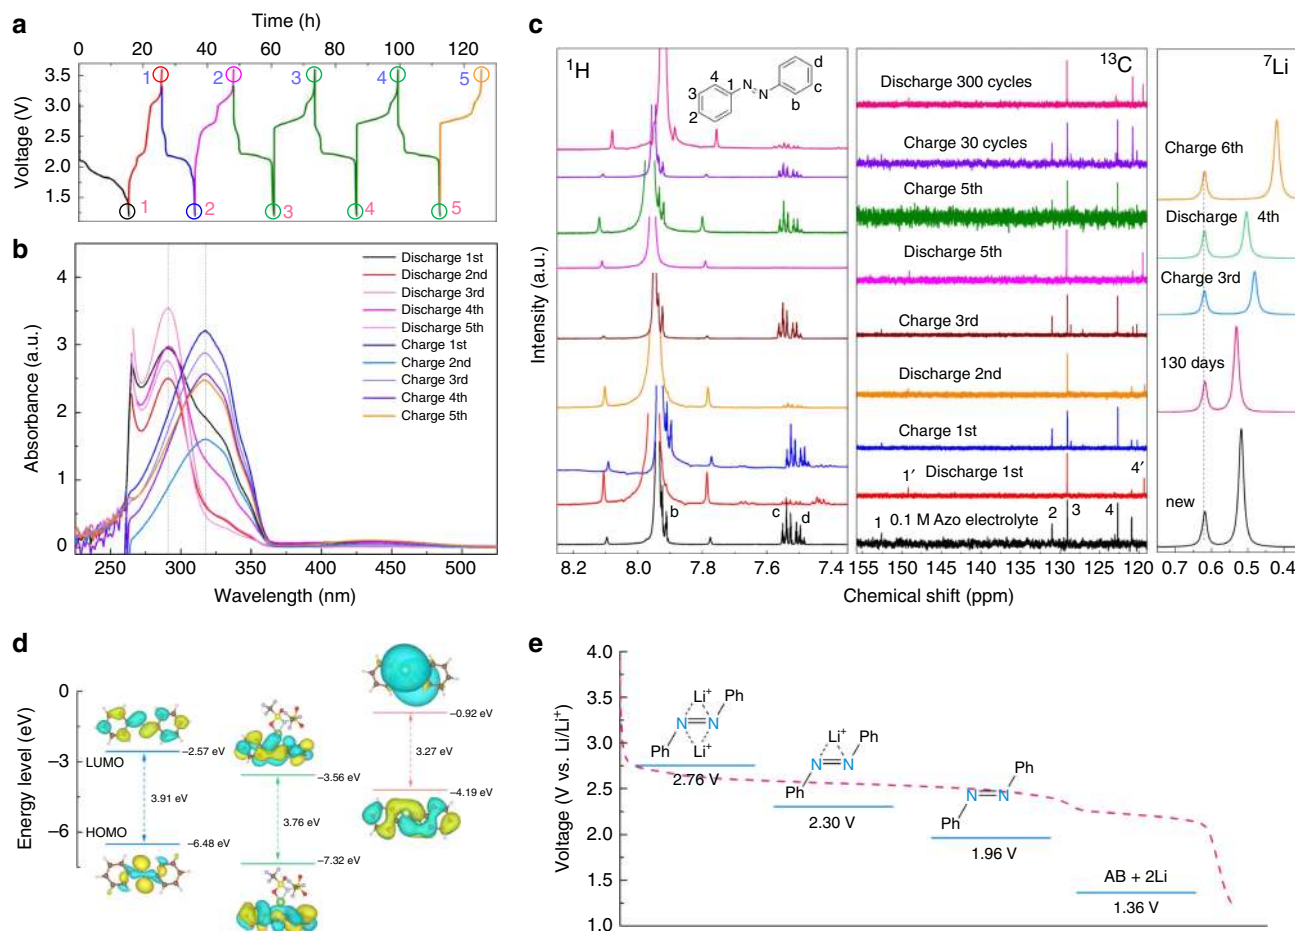 a
Time (h)
0 20 40 60 80 100 120
Voltage (V)
3.5
3.0
2.5
2.0
1.5
1 2 3 4 5
1 2 3 4 5
b
Absorbance (a.u.)
4
3
2
1
0
Discharge 1st
Discharge 2nd
Discharge 3rd
Discharge 4th
Discharge 5th
Charge 1st
Charge 2nd
Charge 3rd
Charge 4th
Charge 5th
250 300 350 400 450 500
Wavelength (nm)
c
Intensity (a.u.)
¹H
4 1 N N d
3 c
2 b
b c d
8.2 8.0 7.8 7.6 7.4
¹³C
Discharge 300 cycles
Charge 30 cycles
Charge 5th
Discharge 5th
Charge 3rd
Discharge 2nd
Charge 1st
Discharge 1st
1′ 4′
0.1 M Azo electrolyte
1 2 3 4
155 150 145 140 135 130 125 120
Chemical shift (ppm)
⁷Li
Charge 6th
Discharge 4th
Charge 3rd
130 days
new
0.7 0.6 0.5 0.4
d
Energy level (eV)
0
−3
−6
LUMO
HOMO
−2.57 eV
3.91 eV
−6.48 eV
−3.56 eV
3.76 eV
−7.32 eV
−0.92 eV
3.27 eV
−4.19 eV
e
Voltage (V vs. Li/Li⁺)
4.0
3.5
3.0
2.5
2.0
1.5
1.0
Li⁺ Ph
N N
Ph Li⁺
2.76 V
Li⁺ Ph
N N
Ph
2.30 V
Ph
N N
Ph
1.96 V
AB + 2Li
1.36 V